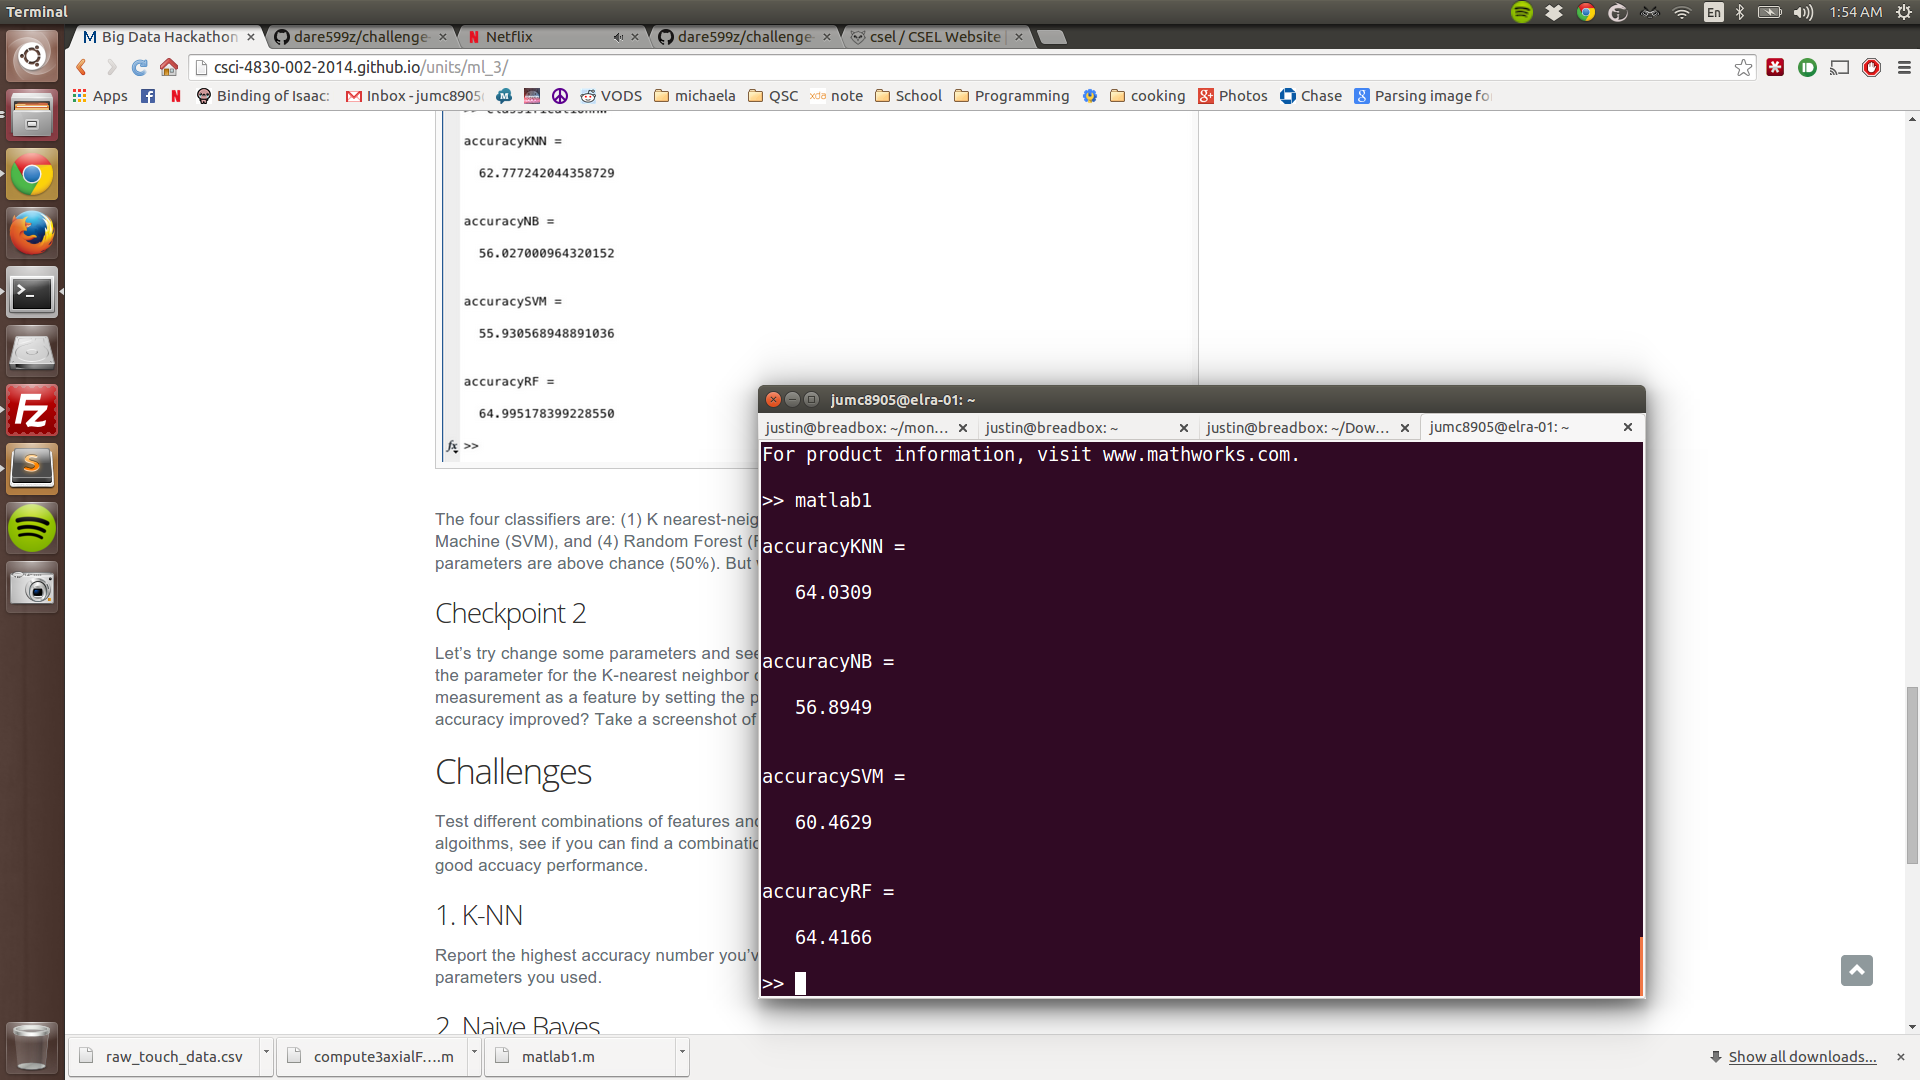 Terminal
En
1:54 AM
Big Data Hackathon
dare599z/challenge-
Netflix
dare599z/challenge-
csel / CSEL Website
csci-4830-002-2014.github.io/units/ml_3/
Apps
Binding of Isaac:
Inbox - jumc8905
VODS
michaela
QSC
xda note
School
Programming
cooking
Photos
Chase
Parsing image fo
accuracyKNN =
62.777242044358729
accuracyNB =
56.027000964320152
accuracySVM =
55.930568948891036
accuracyRF =
64.995178399228550
fx >>
The four classifiers are: (1) K nearest-neig
Machine (SVM), and (4) Random Forest (
parameters are above chance (50%). But
Checkpoint 2
Let's try change some parameters and see
the parameter for the K-nearest neighbor
measurement as a feature by setting the p
accuracy improved? Take a screenshot of
Challenges
Test different combinations of features and
algoithms, see if you can find a combinatio
good accuacy performance.
1. K-NN
Report the highest accuracy number you'v
parameters you used.
2. Naive Bayes
jumc8905@elra-01: ~
justin@breadbox: ~/mon...
justin@breadbox: ~
justin@breadbox: ~/Dow...
jumc8905@elra-01: ~
For product information, visit www.mathworks.com.
>> matlab1
accuracyKNN =
64.0309
accuracyNB =
56.8949
accuracySVM =
60.4629
accuracyRF =
64.4166
>>
raw_touch_data.csv
compute3axialF....m
matlab1.m
Show all downloads...